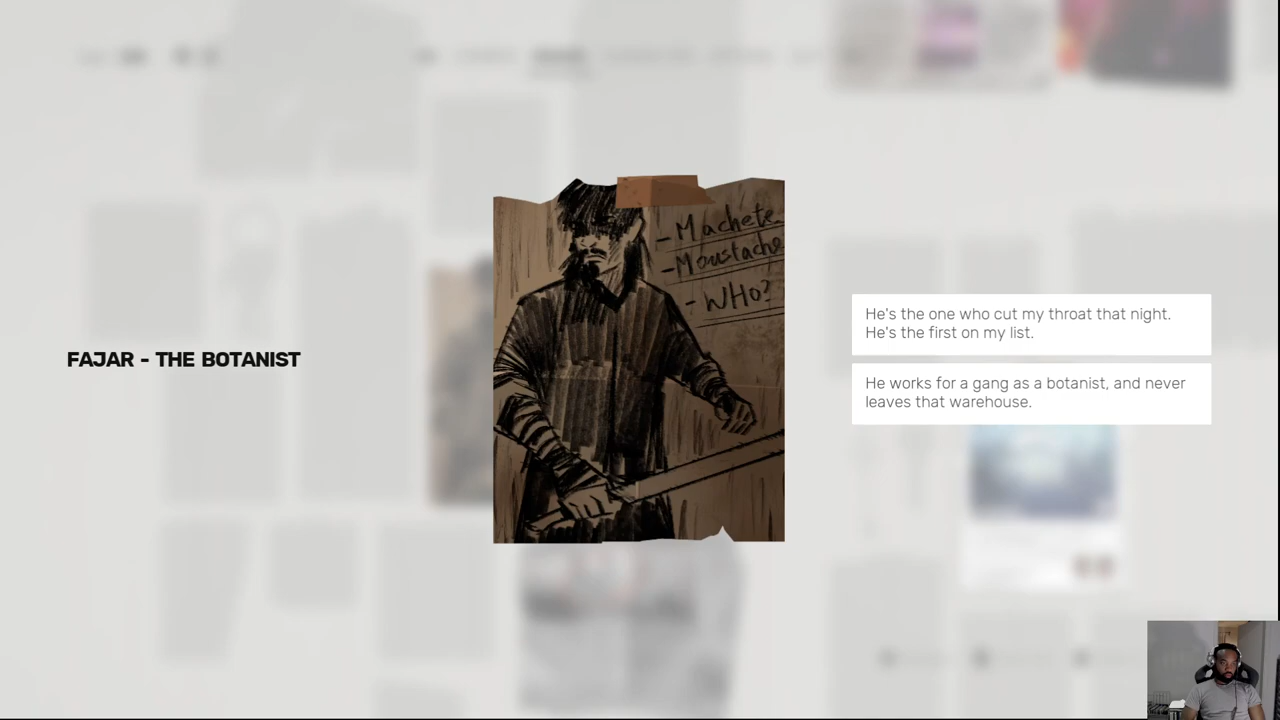 FAJAR - THE BOTANIST
- Machete
- Moustache
- WHO?
He's the one who cut my throat that night.
He's the first on my list.
He works for a gang as a botanist, and never
leaves that warehouse.